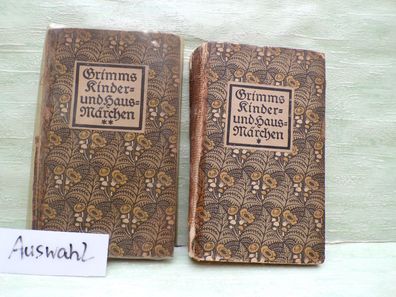 Grimms
Kinder-
und Haus-
Märchen
**
Grimms
Kinder-
und Haus-
Märchen
*
Auswahl